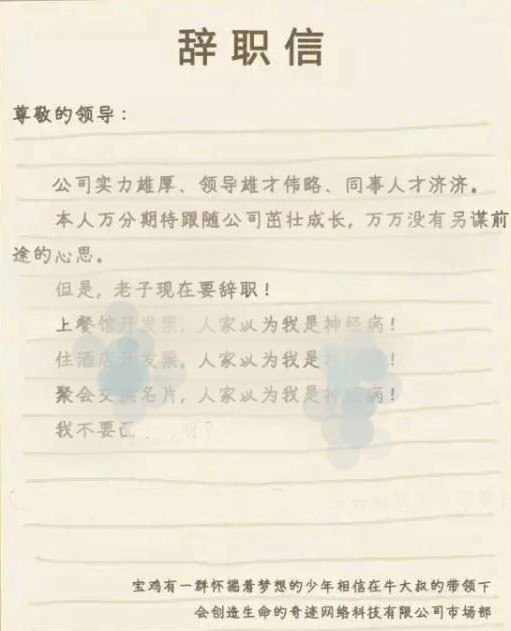 辞职信
尊敬的领导：
公司实力雄厚、领导雄才伟略、同事人才济济。
本人万分期待跟随公司茁壮成长，万万没有另谋前
途的心思。
但是，老子现在要辞职！
上餐馆开发票，人家以为我是神经病！
住酒店开发票，人家以为我是！
聚会交换名片，人家以为我是神经病！
我不要
宝鸡有一群怀揣着梦想的少年相信在牛大叔的带领下
会创造生命的奇迹网络科技有限公司市场部